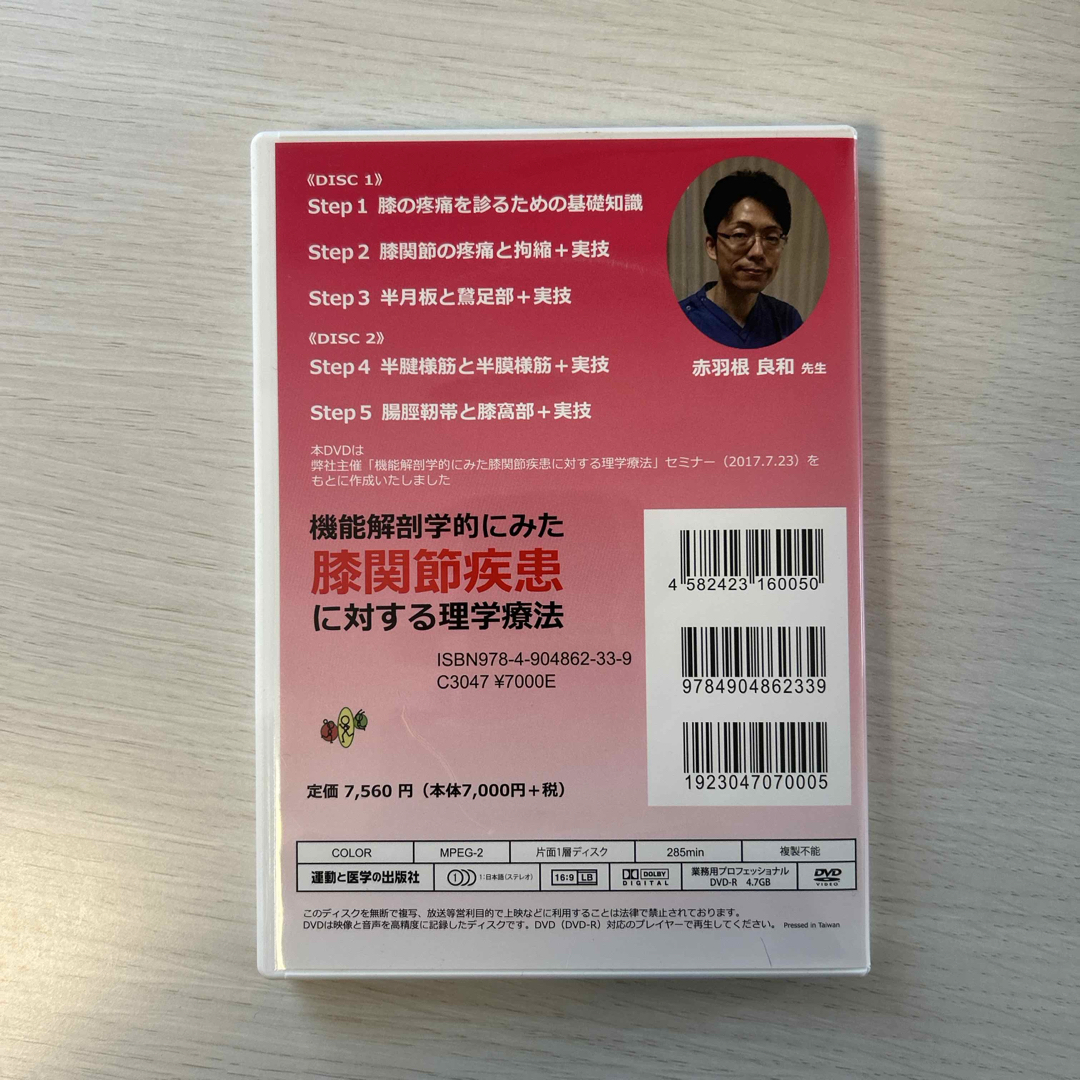 《DISC 1》
Step 1 膝の疼痛を診るための基礎知識
Step 2 膝関節の疼痛と拘縮＋実技
Step 3 半月板と鵞足部＋実技
《DISC 2》
Step 4 半腱様筋と半膜様筋＋実技
Step 5 腸脛靭帯と膝窩部＋実技
赤羽根 良和 先生
本DVDは
弊社主催「機能解剖学的にみた膝関節疾患に対する理学療法」セミナー（2017.7.23）を
もとに作成いたしました
機能解剖学的にみた
膝関節疾患
に対する理学療法
ISBN978-4-904862-33-9
C3047 ¥7000E
4 582423 160050
9784904862339
1923047070005
定価 7,560 円（本体7,000円＋税）
COLOR MPEG-2 片面1層ディスク 285min 複製不能
運動と医学の出版社 1 1:日本語(ステレオ) 16:9 LB DOLBY DIGITAL 業務用プロフェッショナル DVD-R 4.7GB DVD VIDEO
このディスクを無断で複写、放送等営利目的で上映などに利用することは法律で禁止されております。
DVDは映像と音声を高精度に記録したディスクです。DVD（DVD-R）対応のプレイヤーで再生してください。 Pressed in Taiwan